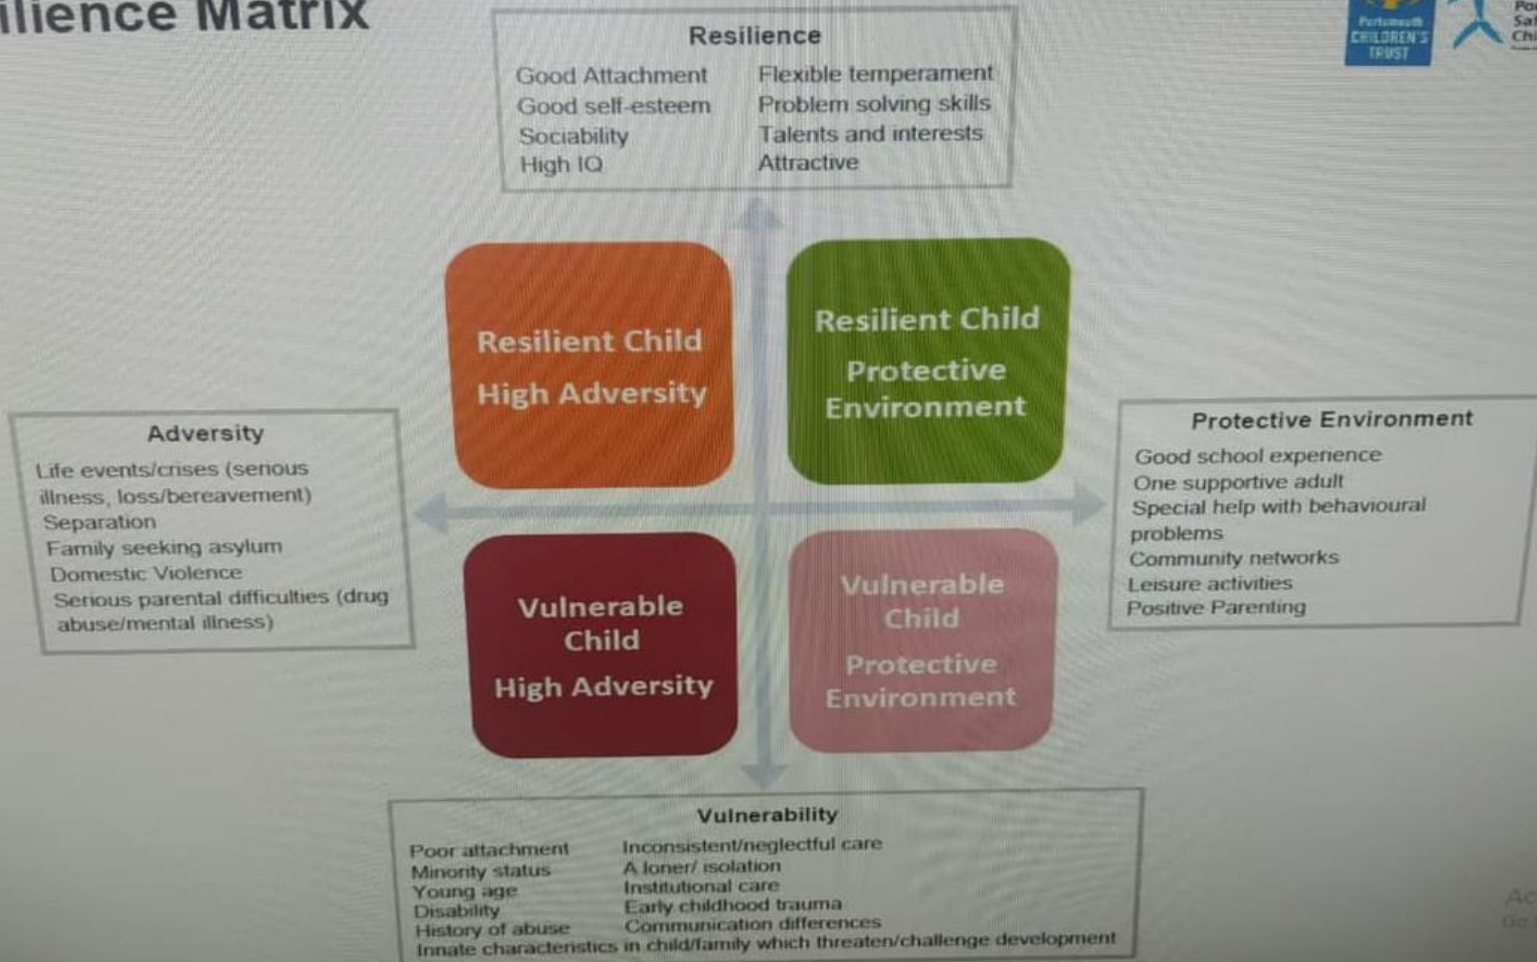 Matrix
Portsmouth
CHILDREN'S
TRUST
Resilience
Good Attachment Flexible temperament
Good self-esteem Problem solving skills
Sociability Talents and interests
High IQ Attractive
Resilient Child
High Adversity
Resilient Child
Protective
Environment
Adversity
Life events/crises (serious
illness, loss/bereavement)
Separation
Family seeking asylum
Domestic Violence
Serious parental difficulties (drug
abuse/mental illness)
Protective Environment
Good school experience
One supportive adult
Special help with behavioural
problems
Community networks
Leisure activities
Positive Parenting
Vulnerable
Child
High Adversity
Vulnerable
Child
Protective
Environment
Vulnerability
Poor attachment Inconsistent/neglectful care
Minority status A loner/ isolation
Young age Institutional care
Disability Early childhood trauma
History of abuse Communication differences
Innate characteristics in child/family which threaten/challenge development